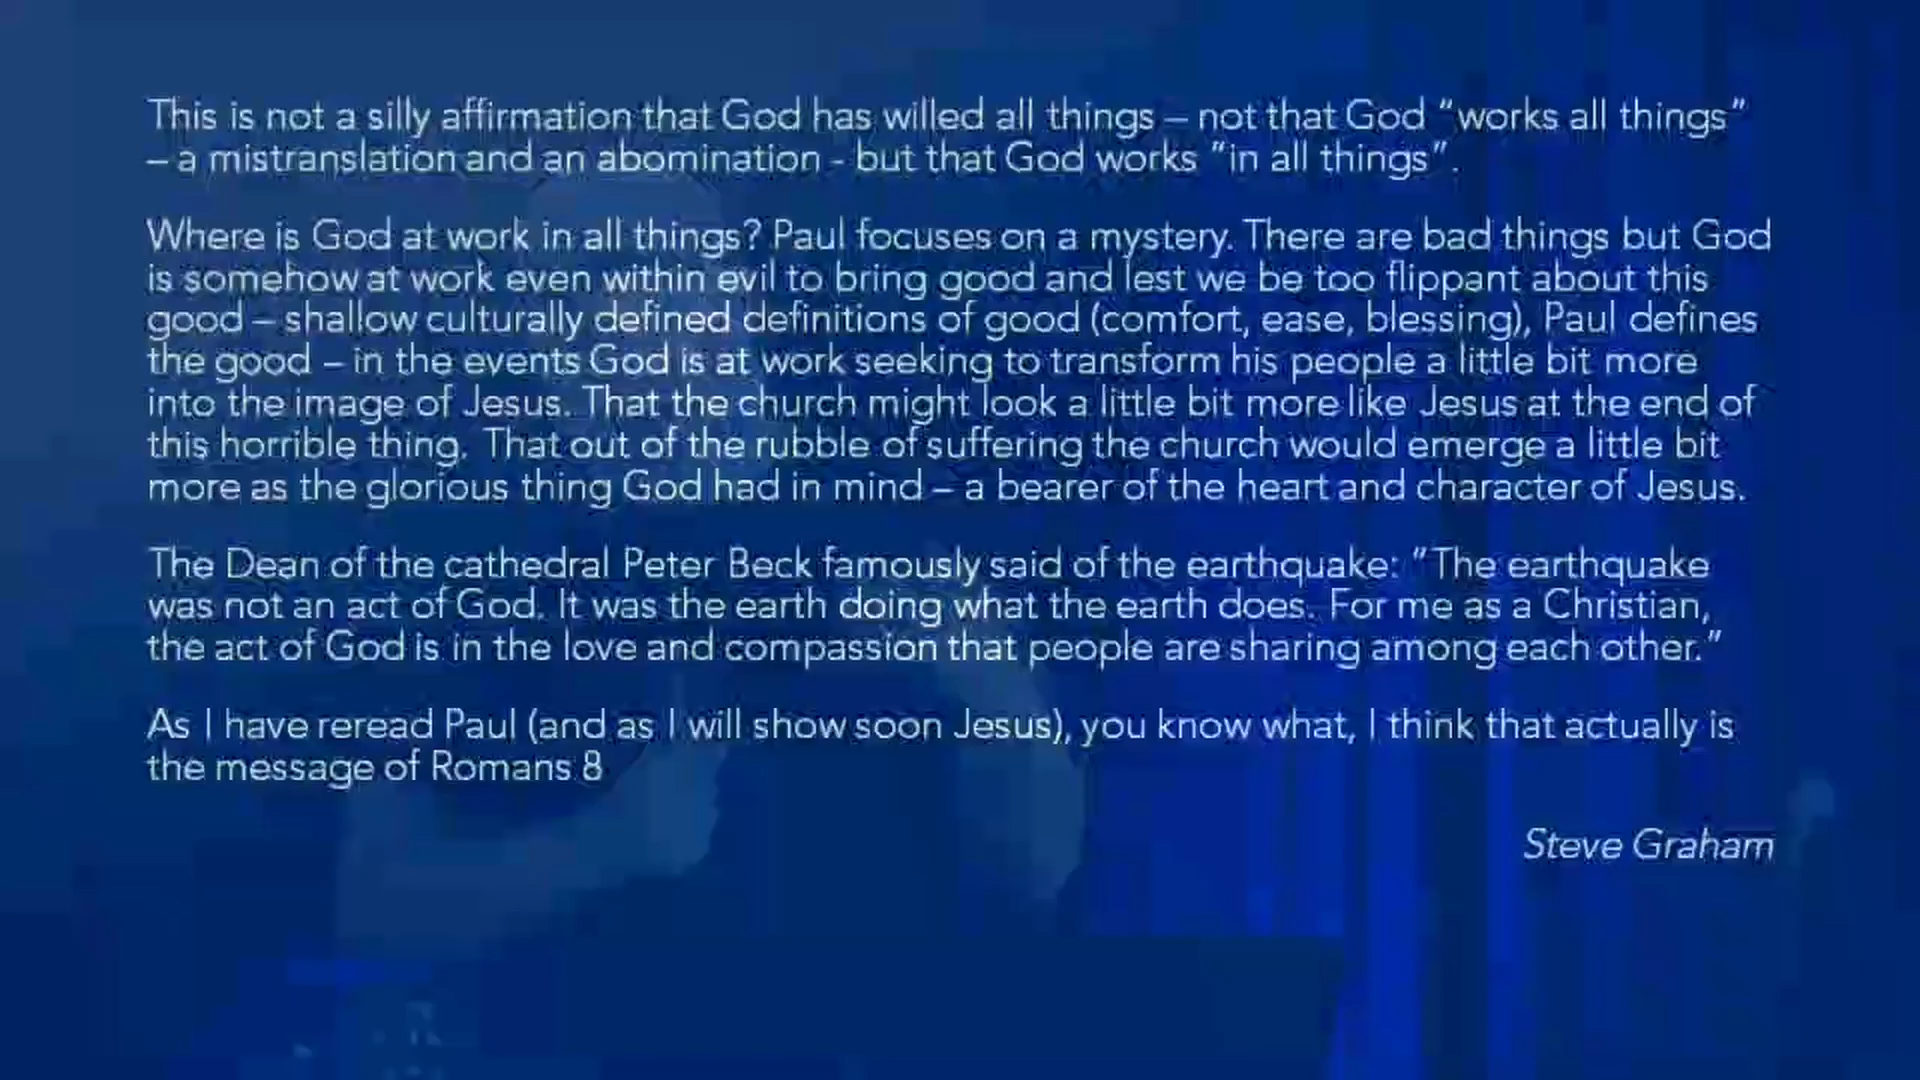 This is not a silly affirmation that God has willed all things – not that God “works all things”
– a mistranslation and an abomination - but that God works “in all things”.
Where is God at work in all things? Paul focuses on a mystery. There are bad things but God
is somehow at work even within evil to bring good and lest we be too flippant about this
good – shallow culturally defined definitions of good (comfort, ease, blessing), Paul defines
the good – in the events God is at work seeking to transform his people a little bit more
into the image of Jesus. That the church might look a little bit more like Jesus at the end of
this horrible thing. That out of the rubble of suffering the church would emerge a little bit
more as the glorious thing God had in mind – a bearer of the heart and character of Jesus.
The Dean of the cathedral Peter Beck famously said of the earthquake: “The earthquake
was not an act of God. It was the earth doing what the earth does. For me as a Christian,
the act of God is in the love and compassion that people are sharing among each other.”
As I have reread Paul (and as I will show soon Jesus), you know what, I think that actually is
the message of Romans 8
Steve Graham